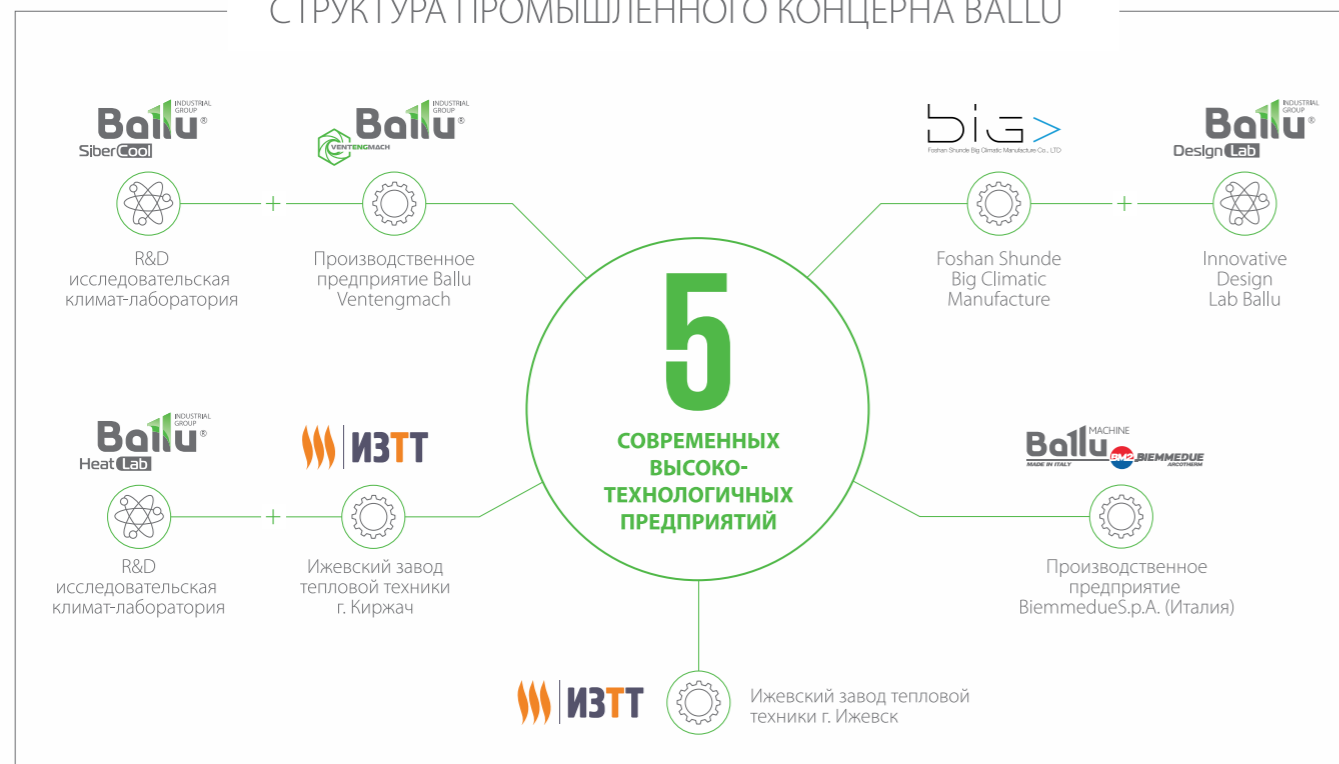 СТРУКТУРА ПРОМЫШЛЕННОГО КОНЦЕРНА BALLU
Ballu®
INDUSTRIAL
GROUP
SiberCool
R&D
исследовательская
климат-лаборатория
+
Ballu®
INDUSTRIAL
GROUP
VENTENGMACH
Производственное
предприятие Ballu
Ventengmach
BIG>
Foshan Shunde Big Climatic Manufacture Co., LTD
Foshan Shunde
Big Climatic
Manufacture
+
Ballu®
INDUSTRIAL
GROUP
Design Lab
Innovative
Design
Lab Ballu
5
СОВРЕМЕННЫХ
ВЫСОКО-
ТЕХНОЛОГИЧНЫХ
ПРЕДПРИЯТИЙ
Ballu®
INDUSTRIAL
GROUP
Heat Lab
R&D
исследовательская
климат-лаборатория
+
ИЗТТ
Ижевский завод
тепловой техники
г. Киржач
Ballu
MACHINE
MADE IN ITALY
BM2 BIEMMEDUE
ARCOTHERM
Производственное
предприятие
BiemmedueS.p.A. (Италия)
ИЗТТ
Ижевский завод тепловой
техники г. Ижевск